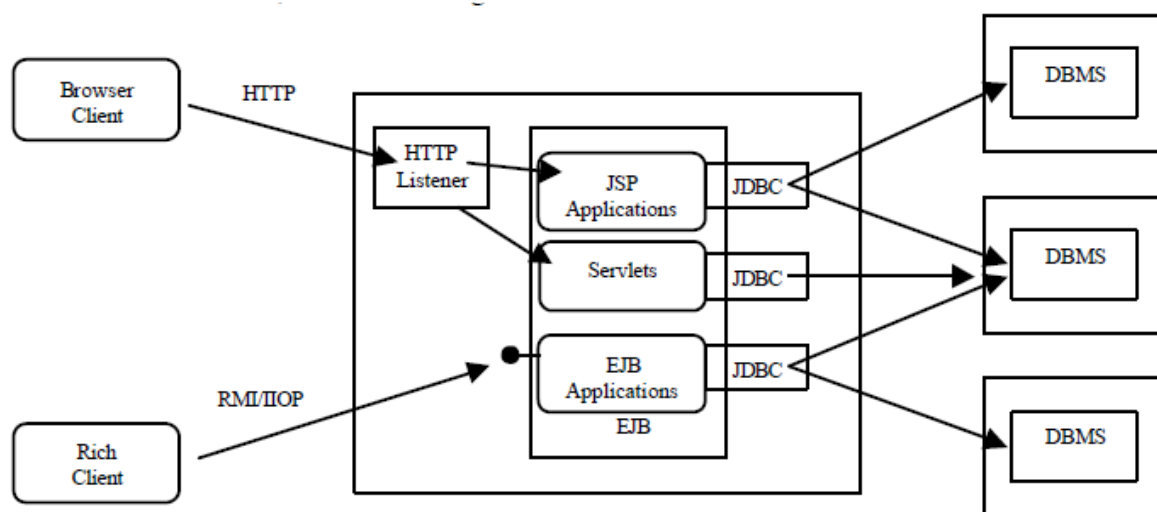 Browser
Client
HTTP
HTTP
Listener
JSP
Applications
JDBC
Servlets
JDBC
EJB
Applications
JDBC
EJB
RMI/IIOP
Rich
Client
DBMS
DBMS
DBMS